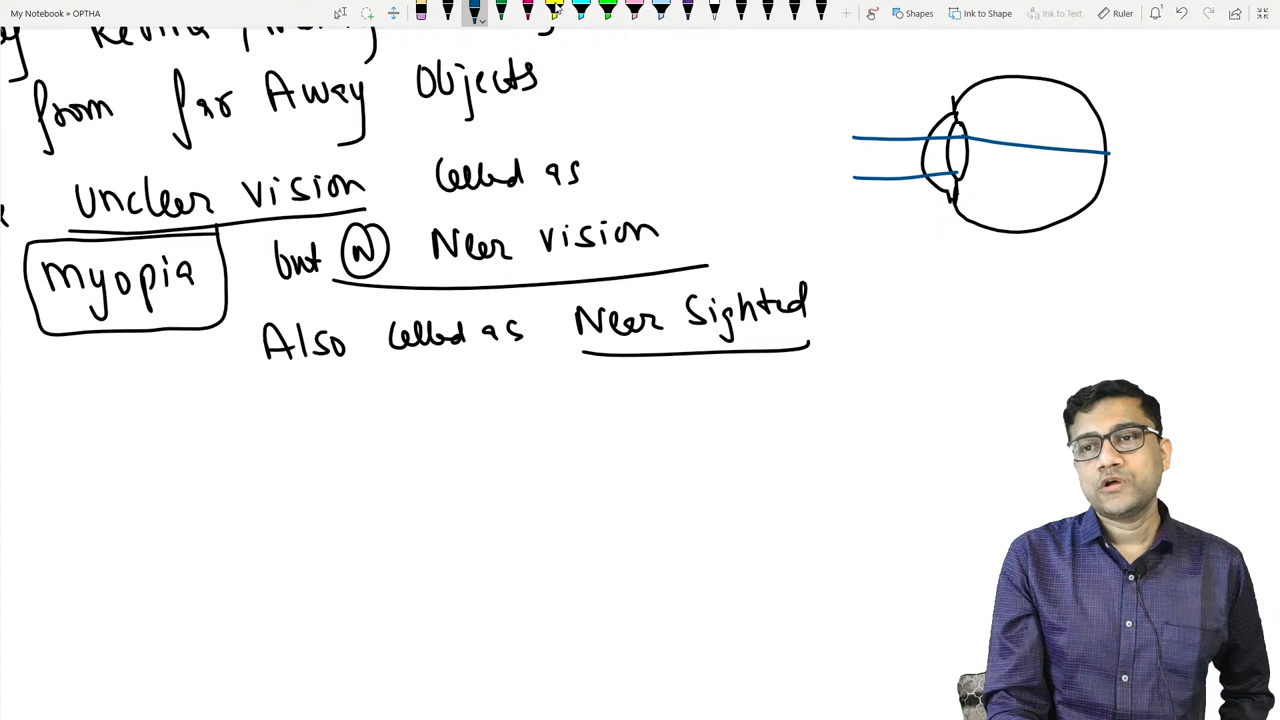 My Notebook » OPTHA
Shapes
Ink to Shape
Ink to Text
Ruler
from far Away Objects
Unclear vision called as
Myopia
but N Near vision
Also called as Near Sighted